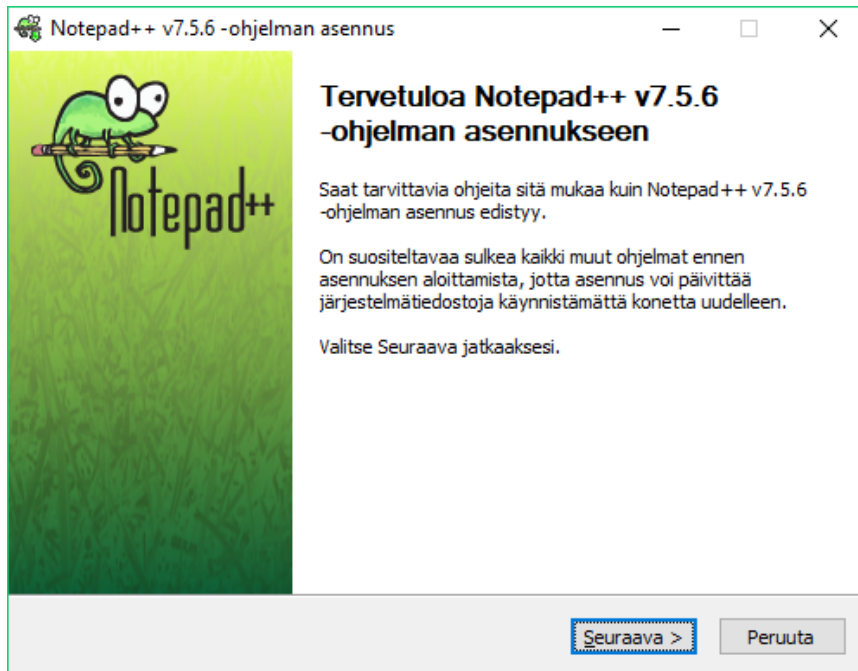 Notepad++ v7.5.6 -ohjelman asennus
Notepad++
Tervetuloa Notepad++ v7.5.6
-ohjelman asennukseen
Saat tarvittavia ohjeita sitä mukaa kuin Notepad++ v7.5.6
-ohjelman asennus edistyy.
On suositeltavaa sulkea kaikki muut ohjelmat ennen
asennuksen aloittamista, jotta asennus voi päivittää
järjestelmätiedostoja käynnistämättä konetta uudelleen.
Valitse Seuraava jatkaaksesi.
Seuraava >
Peruuta